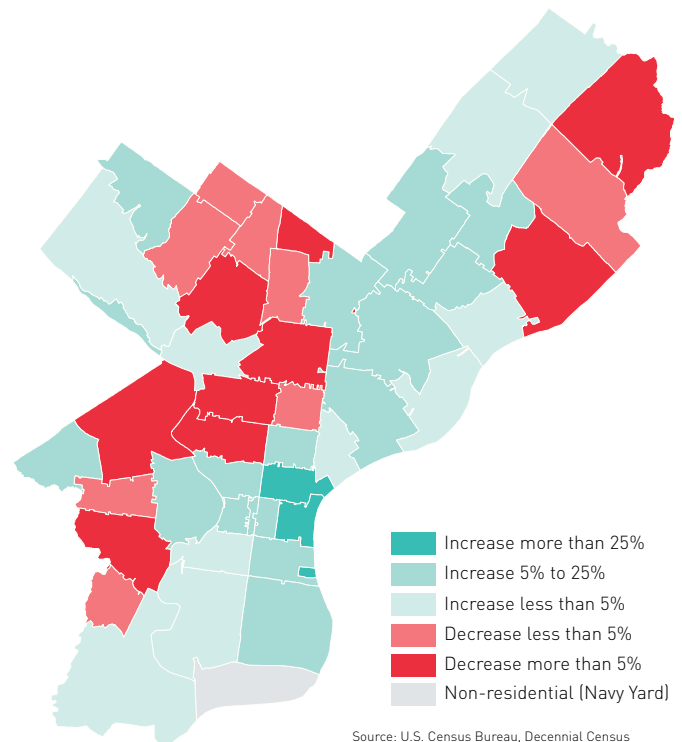 Increase more than 25%
Increase 5% to 25%
Increase less than 5%
Decrease less than 5%
Decrease more than 5%
Non-residential (Navy Yard)
Source: U.S. Census Bureau, Decennial Census